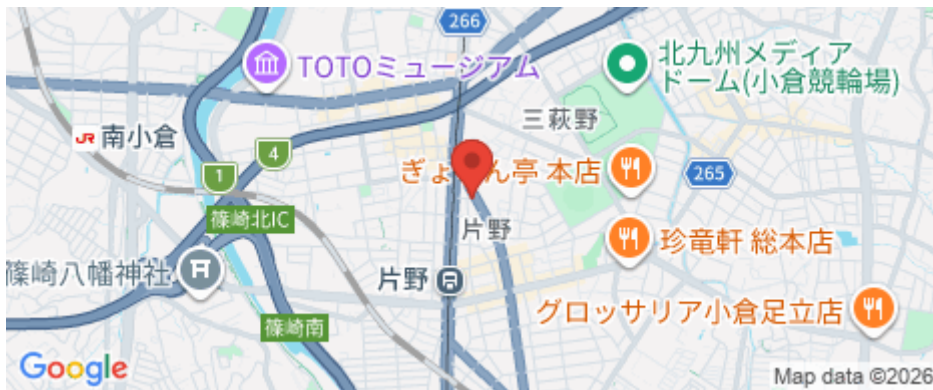 266
TOTOミュージアム
北九州メディア
ドーム(小倉競輪場)
三萩野
JR 南小倉
4
1
265
本店
篠崎北IC
片野
珍竜軒 総本店
篠崎八幡神社
片野
グロッサリア小倉足立店
篠崎南
Google
Map data ©2026